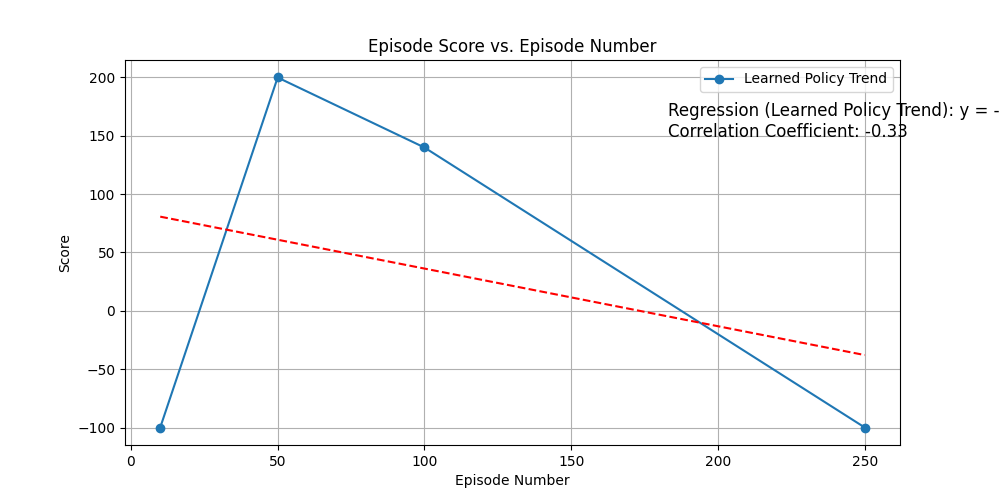 Episode Score vs. Episode Number
Learned Policy Trend
Regression (Learned Policy Trend): y = -
Correlation Coefficient: -0.33
Score
200
150
100
50
0
−50
−100
0 50 100 150 200 250
Episode Number